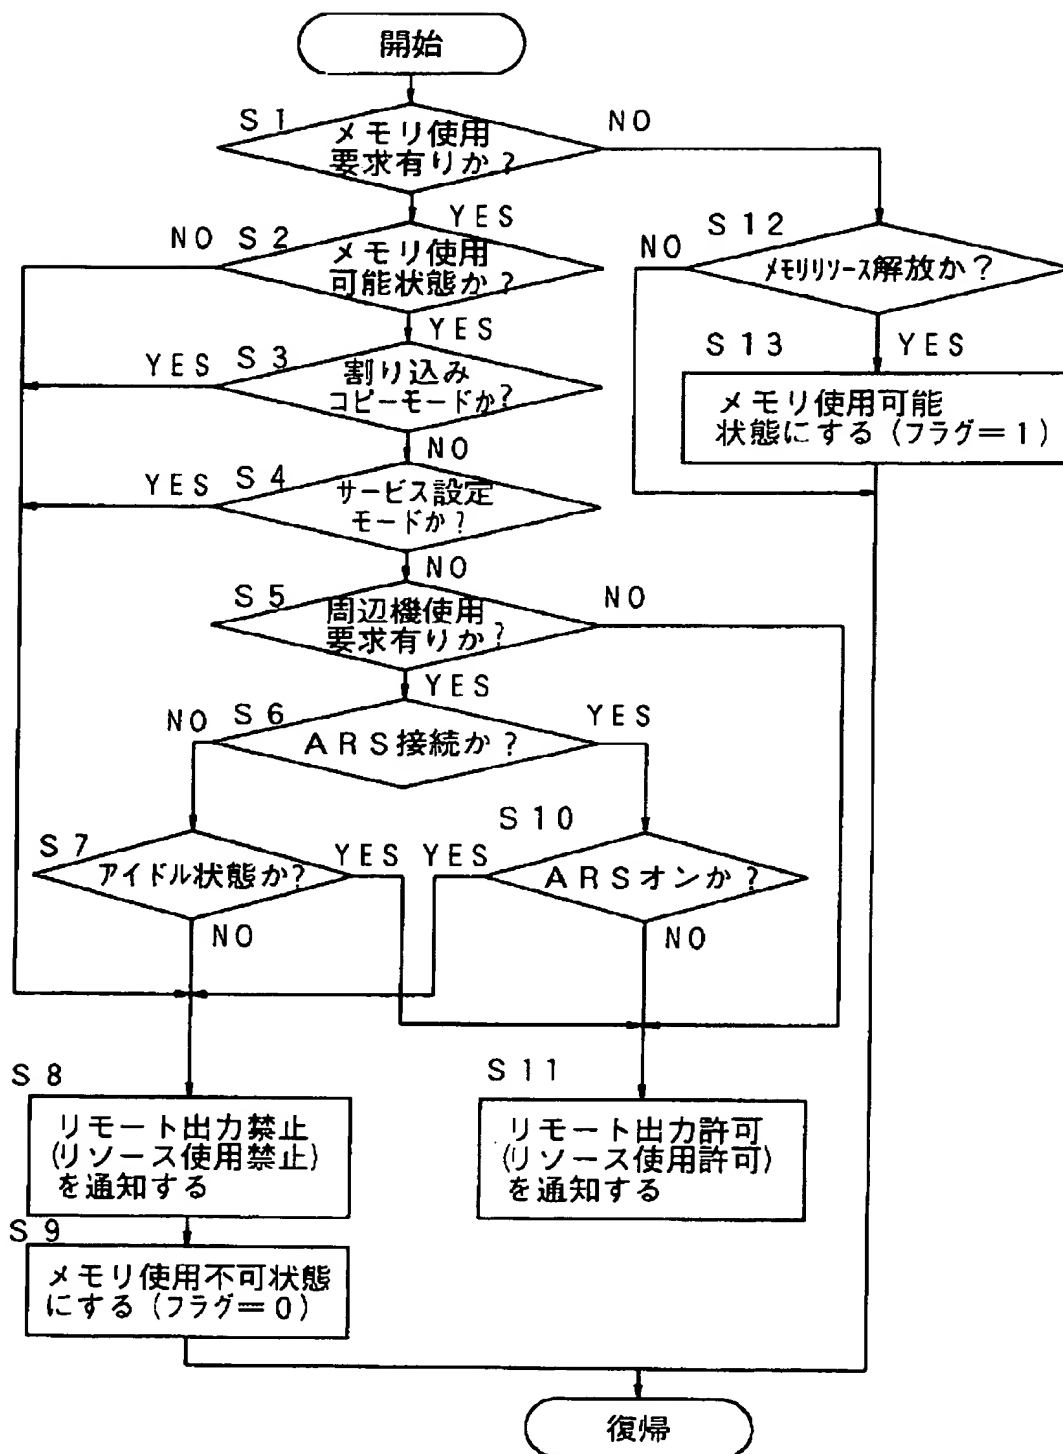 開始
S1
メモリ使用
要求有りか?
NO
YES
NO
S2
メモリ使用
可能状態か?
S12
NO
メモリリソース解放か?
YES
YES
S3
割り込み
コピーモードか?
S13
YES
メモリ使用可能
状態にする(フラグ=1)
NO
YES
S4
サービス設定
モードか?
NO
S5
周辺機使用
要求有りか?
NO
YES
NO
S6
ARS接続か?
YES
S7
アイドル状態か?
YES
NO
S10
YES
ARSオンか?
NO
S8
リモート出力禁止
(リソース使用禁止)
を通知する
S11
リモート出力許可
(リソース使用許可)
を通知する
S9
メモリ使用不可状態
にする(フラグ=0)
復帰